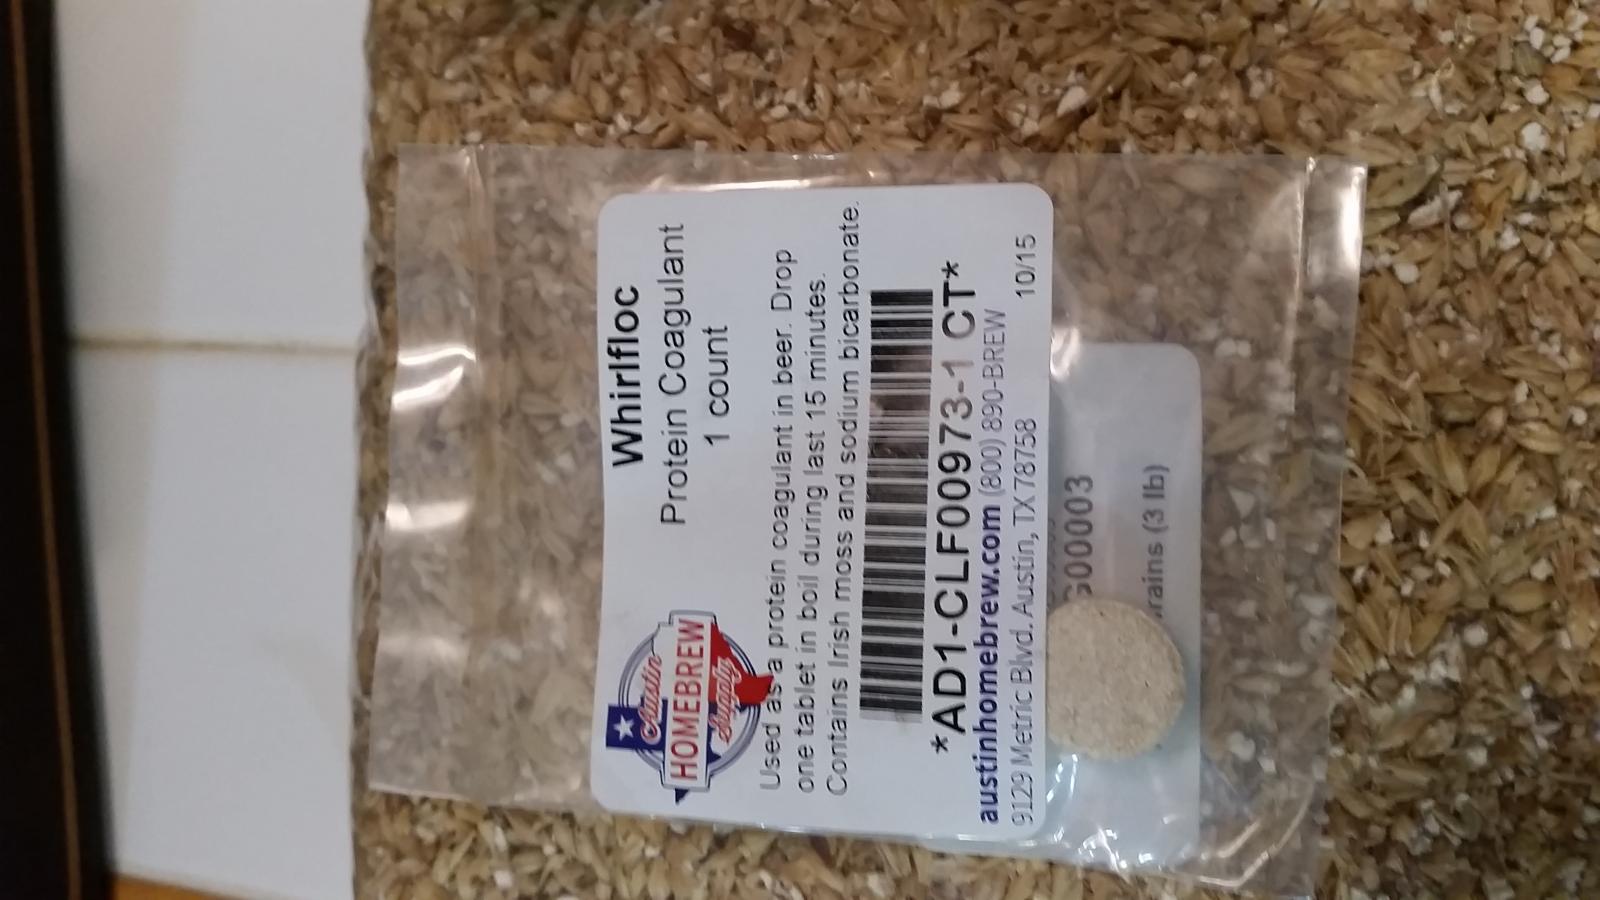 Austin
HOMEBREW
Supply
Whirlfloc
Protein Coagulant
1 count
Used as a protein coagulant in beer. Drop
one tablet in boil during last 15 minutes.
Contains Irish moss and sodium bicarbonate.
*AD1-CLF00973-1 CT*
austinhomebrew.com (800) 890-BREW
9129 Metric Blvd. Austin, TX 78758 10/15
G00003
rains (3 lb)